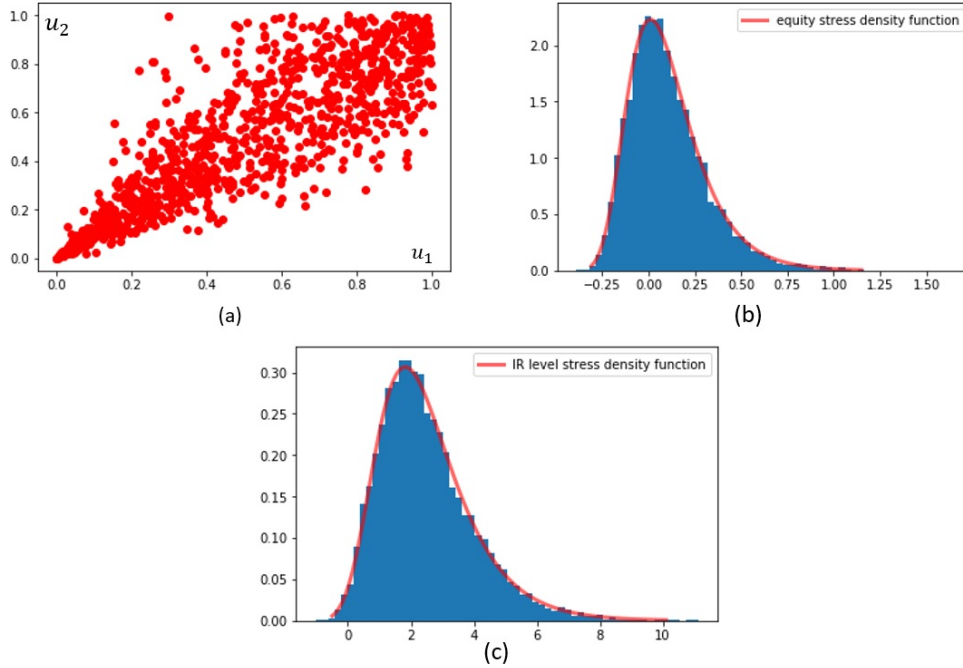 u₂
1.0
0.8
0.6
0.4
0.2
0.0
u₁
0.0 0.2 0.4 0.6 0.8 1.0
(a)
equity stress density function
2.0
1.5
1.0
0.5
0.0
−0.25 0.00 0.25 0.50 0.75 1.00 1.25 1.50
(b)
IR level stress density function
0.30
0.25
0.20
0.15
0.10
0.05
0.00
0 2 4 6 8 10
(c)